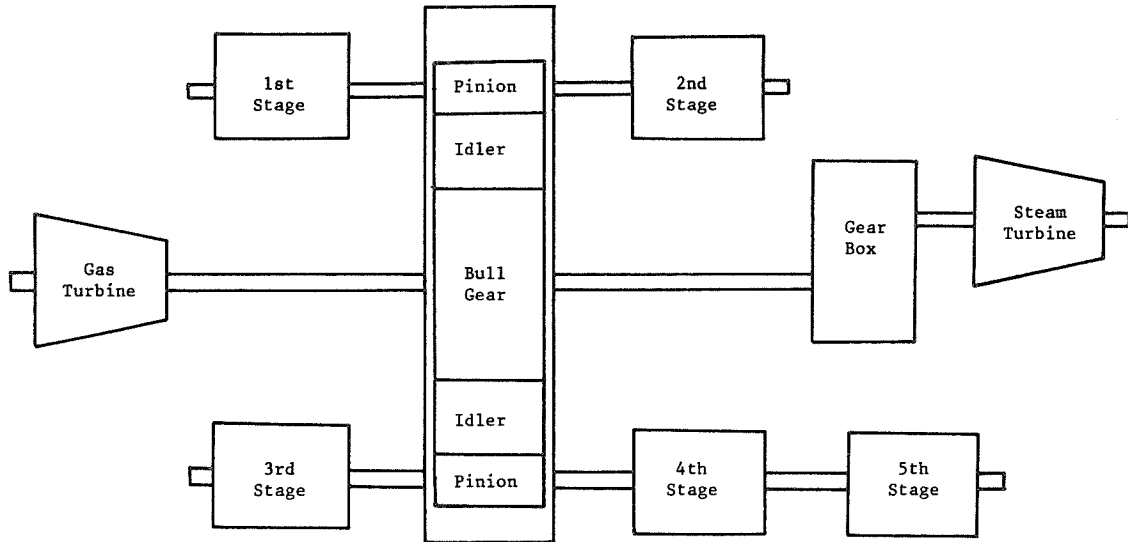 1st
Stage
Pinion
2nd
Stage
Idler
Gas
Turbine
Bull
Gear
Gear
Box
Steam
Turbine
Idler
3rd
Stage
Pinion
4th
Stage
5th
Stage